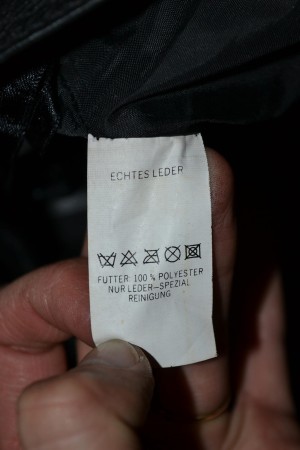 ECHTES LEDER
FUTTER: 100 % POLYESTER
NUR LEDER-SPEZIAL
REINIGUNG